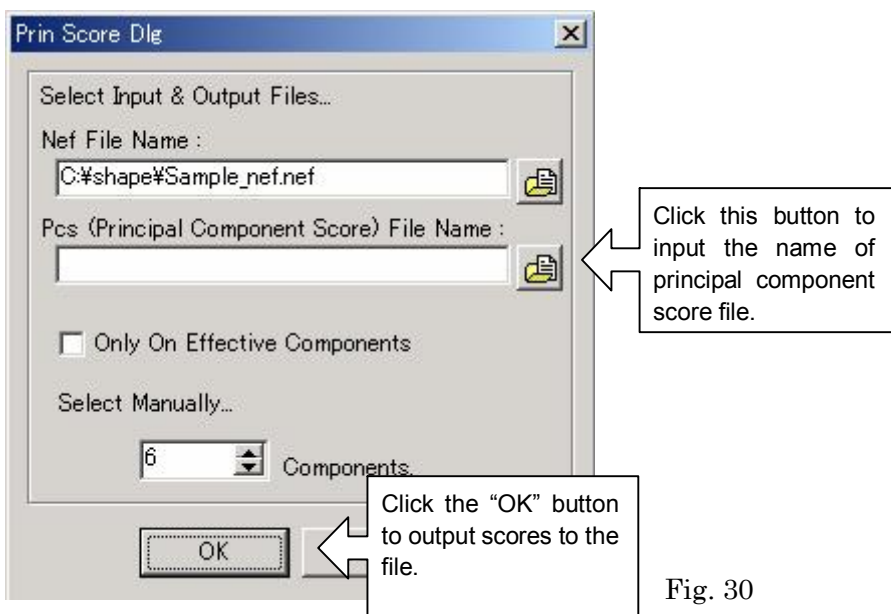 Prin Score Dlg
Select Input & Output Files...
Nef File Name :
C:¥shape¥Sample_nef.nef
Pcs (Principal Component Score) File Name :
Click this button to
input the name of
principal component
score file.
Only On Effective Components
Select Manually...
6
Components.
Click the “OK” button
to output scores to the
file.
OK
Fig. 30